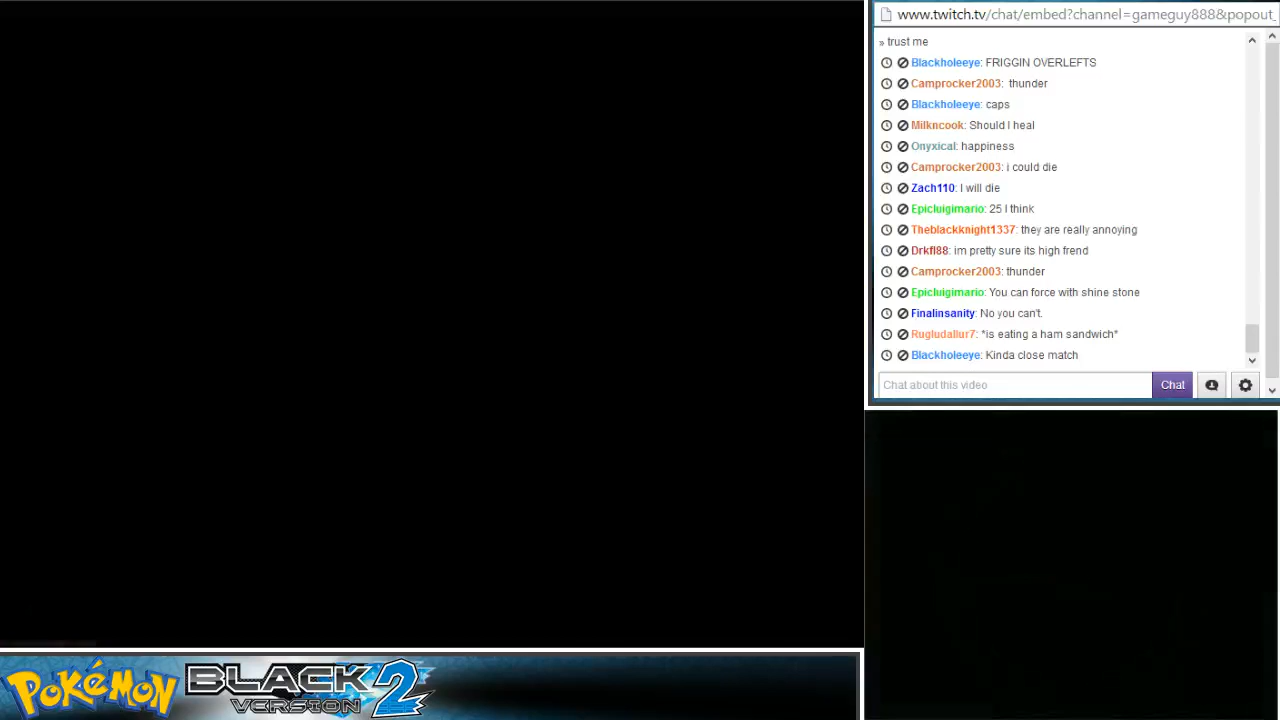 www.twitch.tv/chat/embed?channel=gameguy888&popout_
» trust me
Blackholeeye: FRIGGIN OVERLEFTS
Camprocker2003: thunder
Blackholeeye: caps
Milkncook: Should I heal
Onyxical: happiness
Camprocker2003: i could die
Zach110: I will die
Epicluigimario: 25 I think
Theblackknight1337: they are really annoying
Drkfl88: im pretty sure its high frend
Camprocker2003: thunder
Epicluigimario: You can force with shine stone
Finalinsanity: No you can't.
Rugludallur7: *is eating a ham sandwich*
Blackholeeye: Kinda close match
Chat about this video
Chat
POKéMON
BLACK 2
VERSION